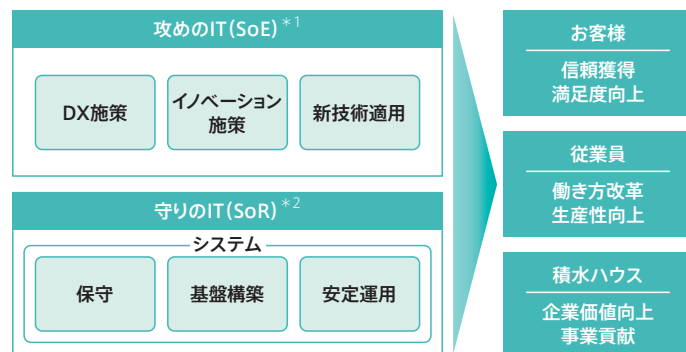 攻めのIT(SoE)＊1
DX施策
イノベーション
施策
新技術適用
守りのIT(SoR)＊2
システム
保守
基盤構築
安定運用
お客様
信頼獲得
満足度向上
従業員
働き方改革
生産性向上
積水ハウス
企業価値向上
事業貢献